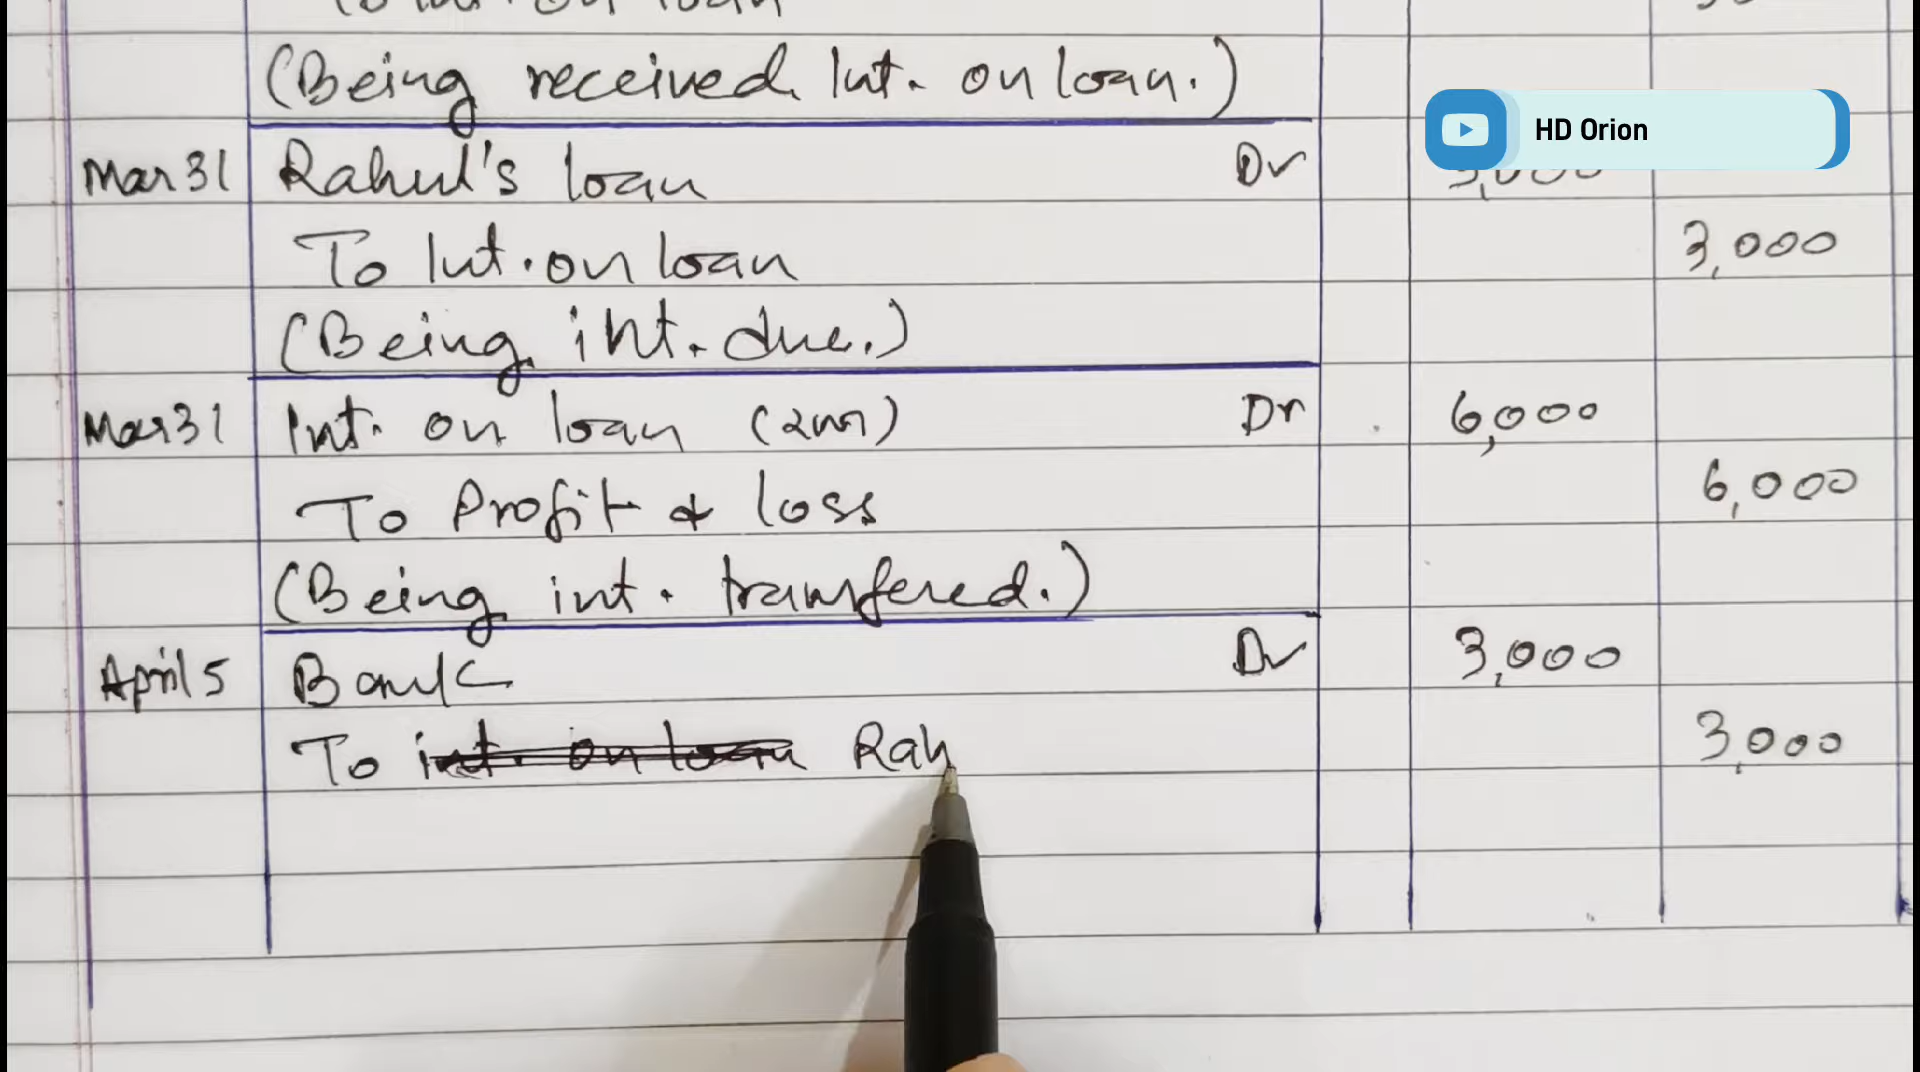 (Being received Int. on loan.)
HD Orion
Mar 31 Rahul's loan Dr 3,000
To Int. on loan 3,000
(Being int. due.)
Mar 31 Int. on loan Dr 6,000
To Profit & loss 6,000
(Being int. transfered.)
April 5 Bank Dr 3,000
To int. on loan Rah 3,000